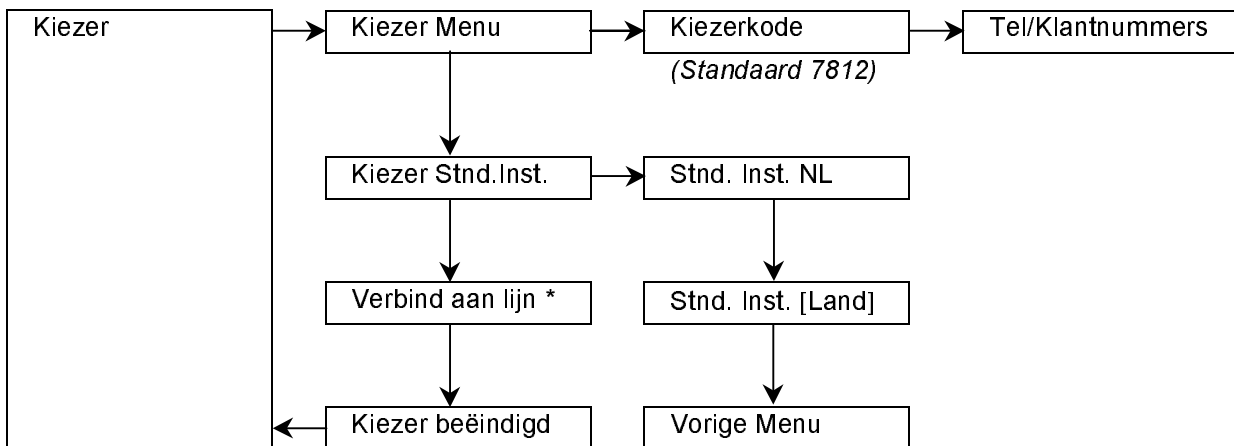 Kiezer
Kiezer Menu
Kiezerkode
Tel/Klantnummers
(Standaard 7812)
Kiezer Stnd.Inst.
Stnd. Inst. NL
Verbind aan lijn *
Stnd. Inst. [Land]
Kiezer beëindigd
Vorige Menu